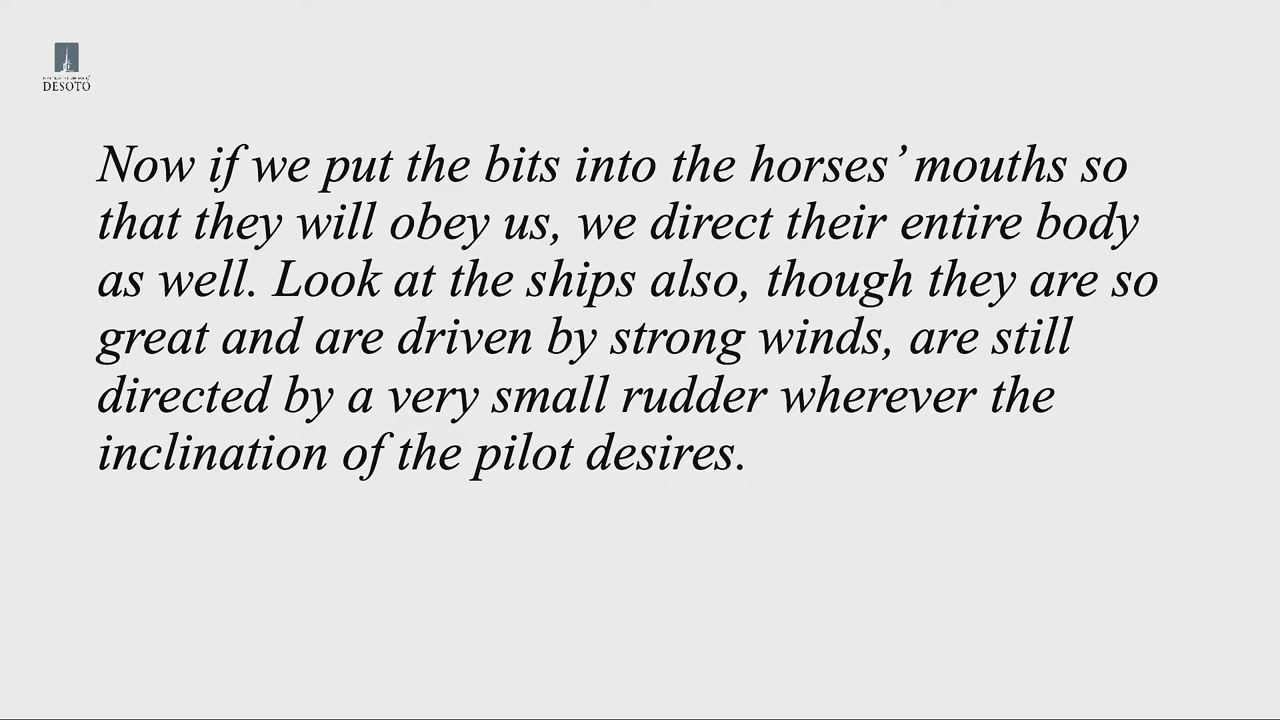 DESOTO
Now if we put the bits into the horses’ mouths so
that they will obey us, we direct their entire body
as well. Look at the ships also, though they are so
great and are driven by strong winds, are still
directed by a very small rudder wherever the
inclination of the pilot desires.